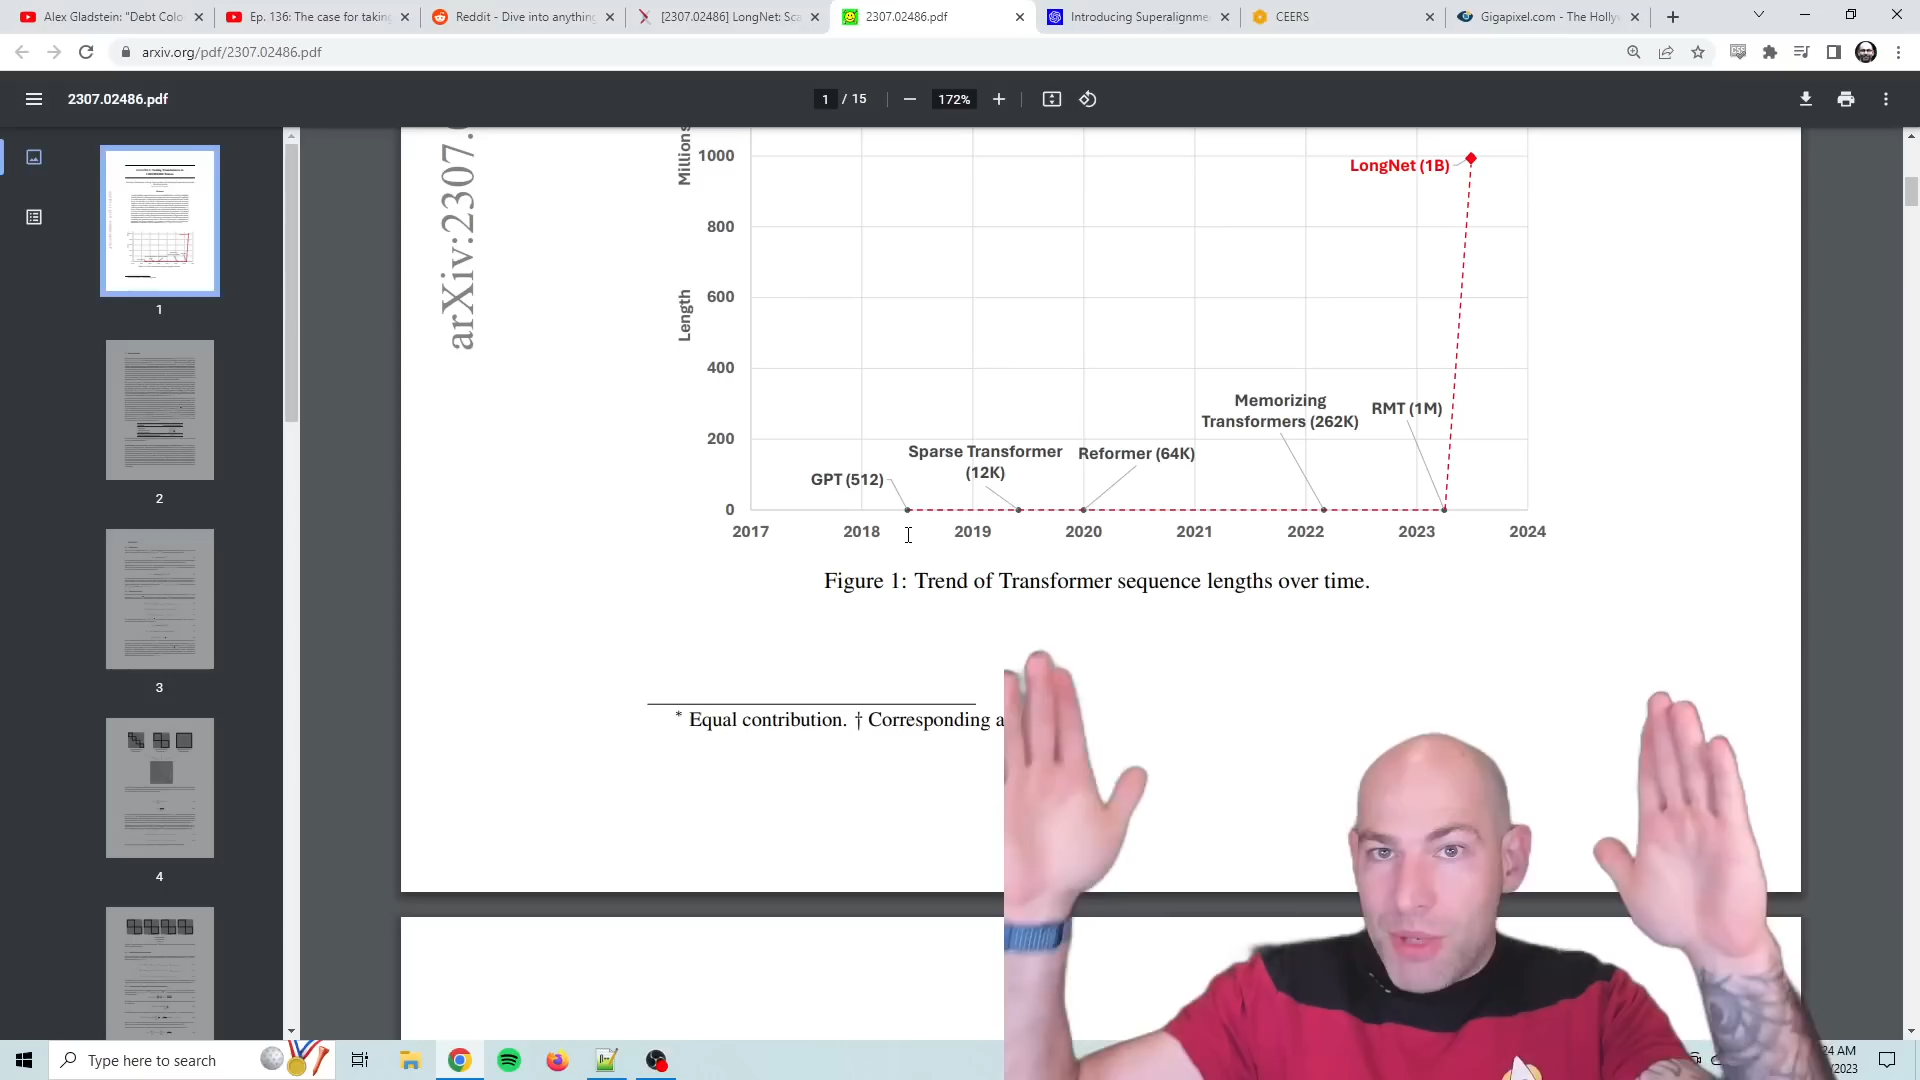 Alex Gladstein: "Debt Colo
Ep. 136: The case for taking
Reddit - Dive into anything
[2307.02486] LongNet: Sca
2307.02486.pdf
Introducing Superalignme
CEERS
Gigapixel.com - The Holly
arxiv.org/pdf/2307.02486.pdf
2307.02486.pdf
1 / 15
172%
1
2
3
4
arXiv:2307.
Millions
Length
1000
800
600
400
200
0
LongNet (1B)
Memorizing
Transformers (262K)
RMT (1M)
Sparse Transformer
(12K)
Reformer (64K)
GPT (512)
2017 2018 2019 2020 2021 2022 2023 2024
Figure 1: Trend of Transformer sequence lengths over time.
* Equal contribution. † Corresponding a
Type here to search
24 AM
/2023